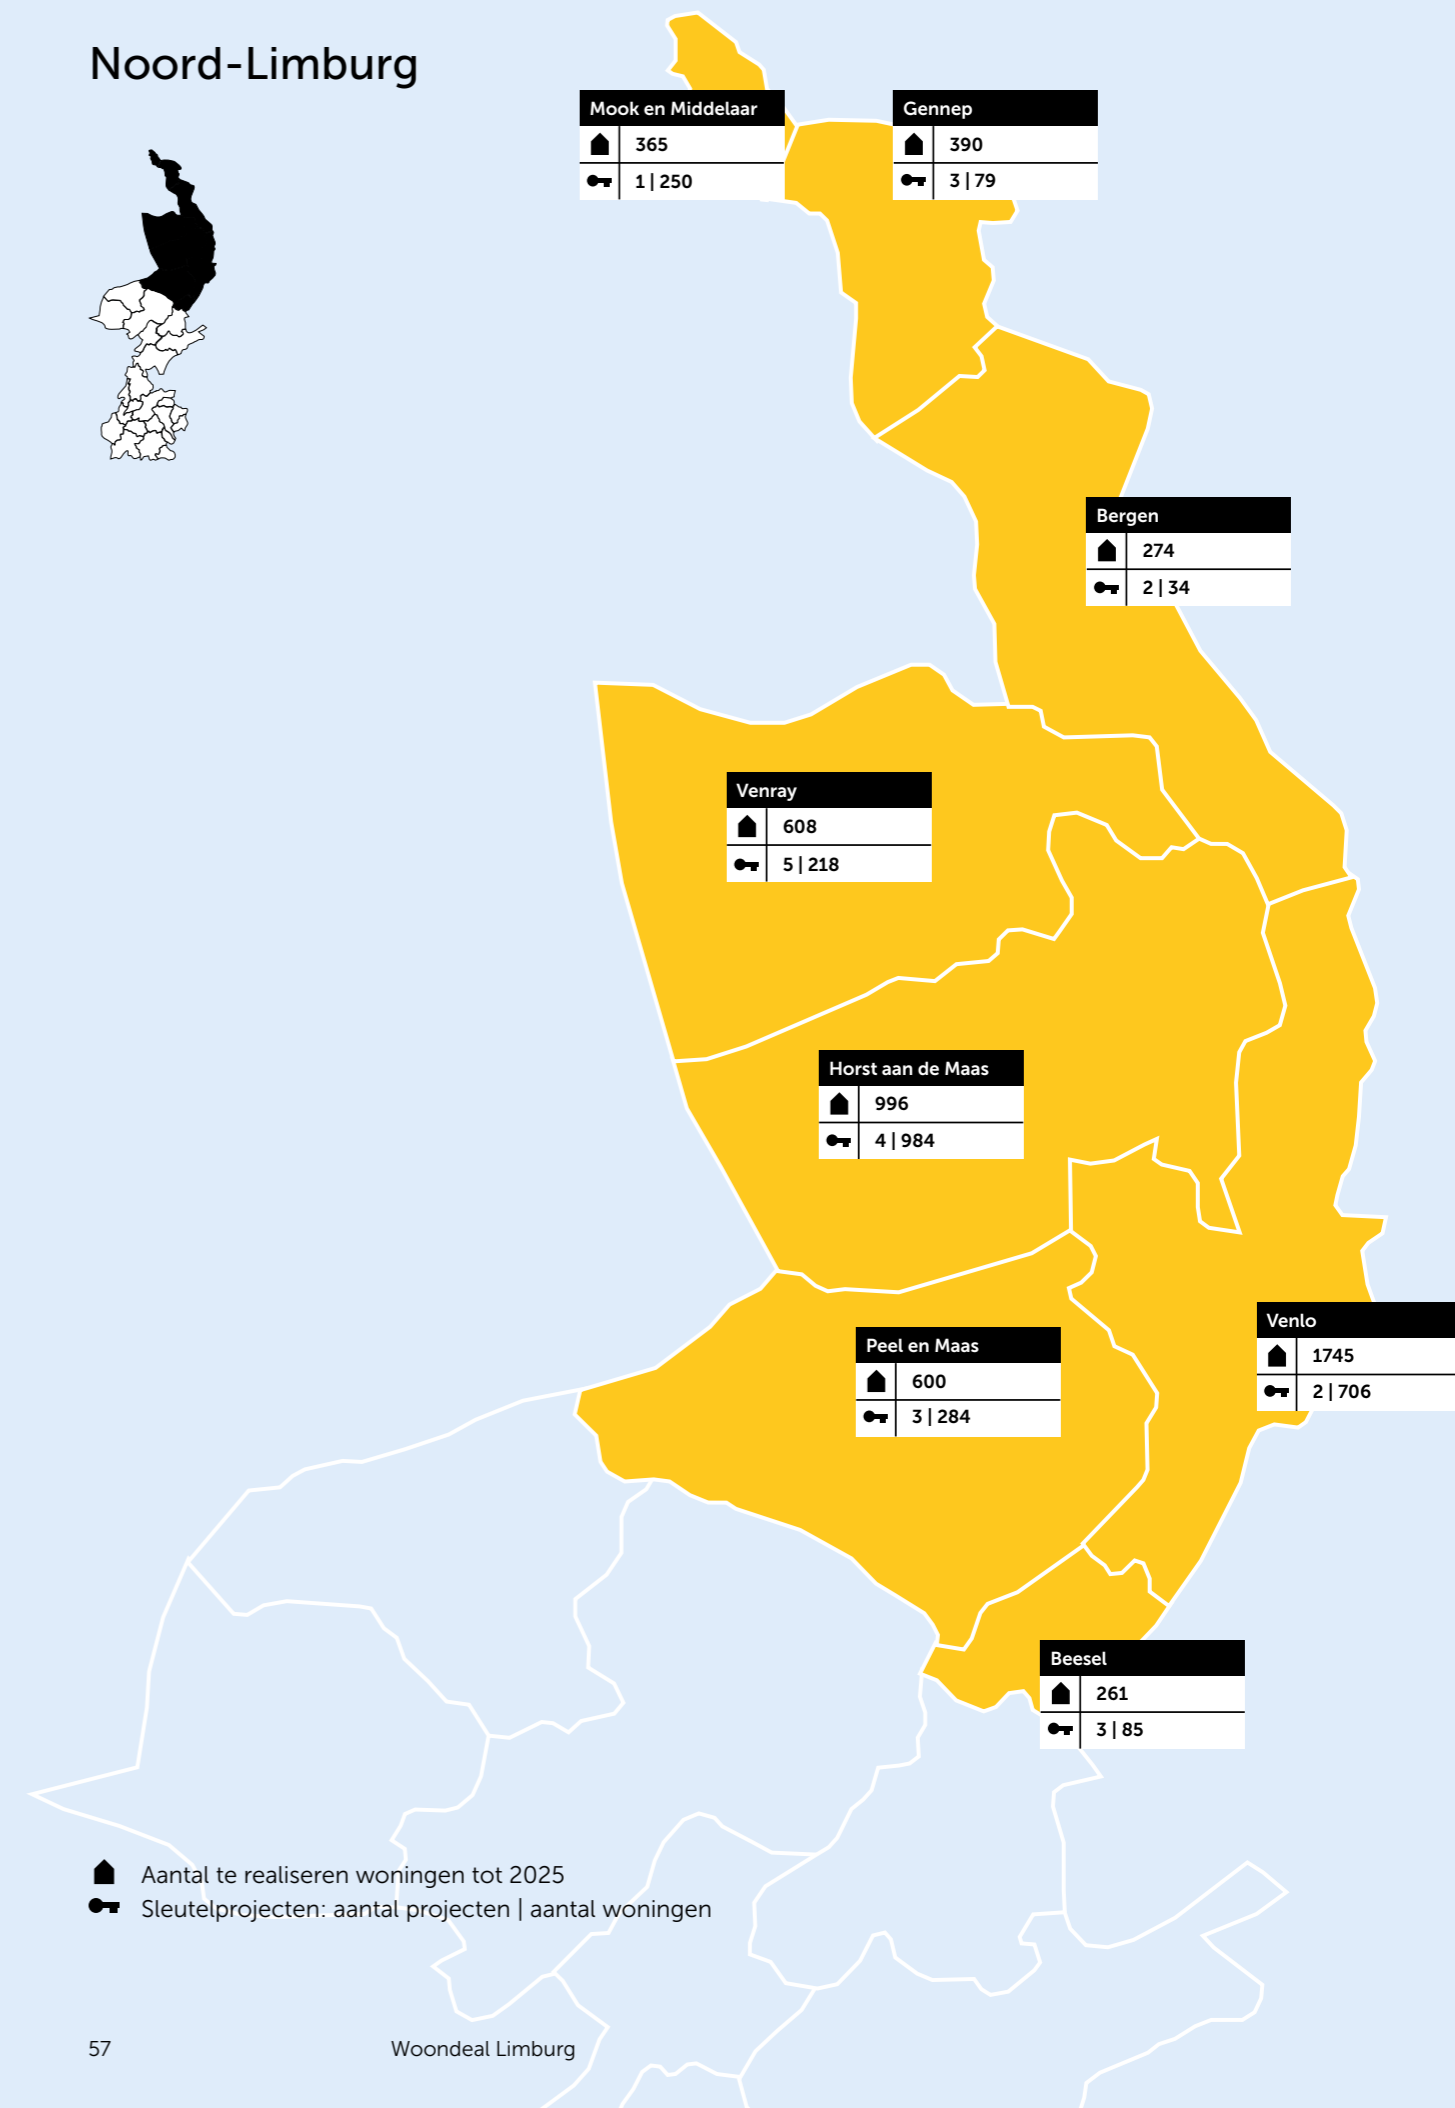 Noord-Limburg
Mook en Middelaar
365
1 | 250
Gennep
390
3 | 79
Bergen
274
2 | 34
Venray
608
5 | 218
Horst aan de Maas
996
4 | 984
Venlo
1745
2 | 706
Peel en Maas
600
3 | 284
Beesel
261
3 | 85
Aantal te realiseren woningen tot 2025
Sleutelprojecten: aantal projecten | aantal woningen
57 Woondeal Limburg